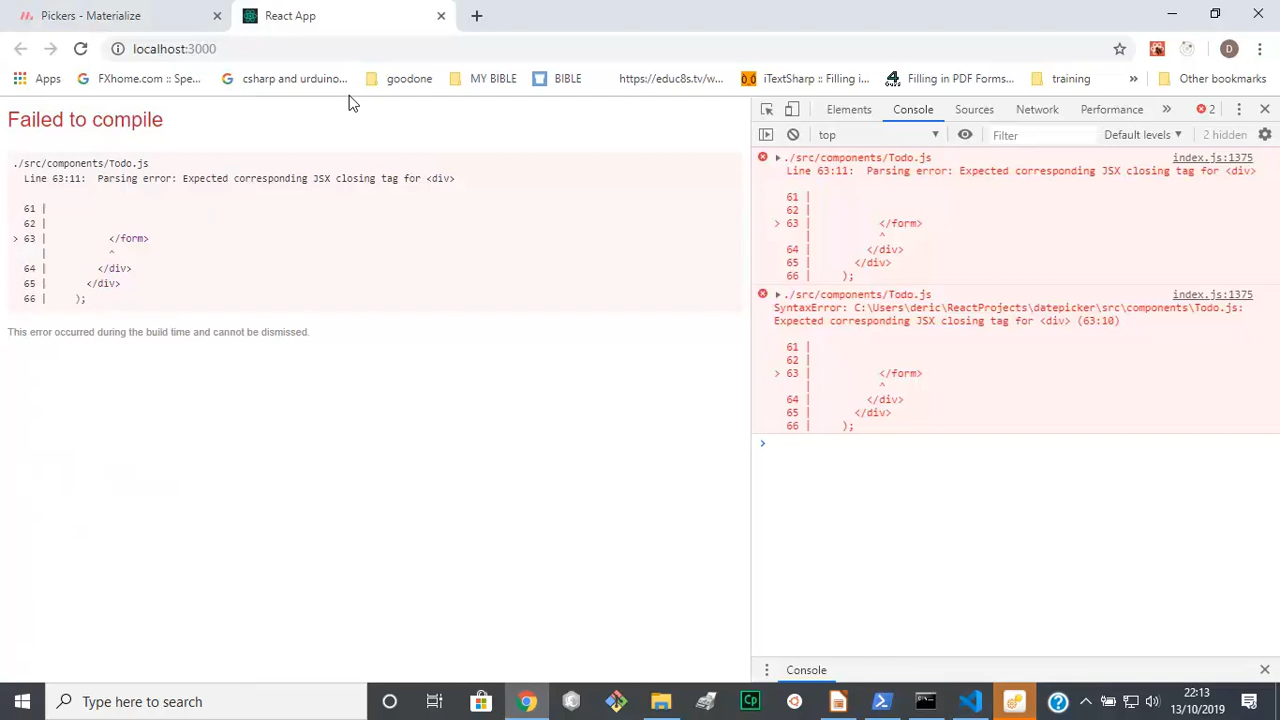 Pickers - Materialize
React App
localhost:3000
D
Apps
FXhome.com :: Spe...
csharp and urduino...
goodone
MY BIBLE
BIBLE
https://educ8s.tv/w...
iTextSharp :: Filling i...
Filling in PDF Forms...
training
»
Other bookmarks
Failed to compile
./src/components/Todo.js
Line 63:11: Parsing error: Expected corresponding JSX closing tag for <div>
61 |
62 |
> 63 | </form>
| ^
64 | </div>
65 | </div>
66 | );
This error occurred during the build time and cannot be dismissed.
Elements
Console
Sources
Network
Performance
»
2
top
Filter
Default levels
2 hidden
./src/components/Todo.js index.js:1375
Line 63:11: Parsing error: Expected corresponding JSX closing tag for <div>
61 |
62 |
> 63 | </form>
| ^
64 | </div>
65 | </div>
66 | );
./src/components/Todo.js index.js:1375
SyntaxError: C:\Users\deric\ReactProjects\datepicker\src\components\Todo.js:
Expected corresponding JSX closing tag for <div> (63:10)
61 |
62 |
> 63 | </form>
| ^
64 | </div>
65 | </div>
66 | );
>
Console
Type here to search
Cp
22:13
13/10/2019